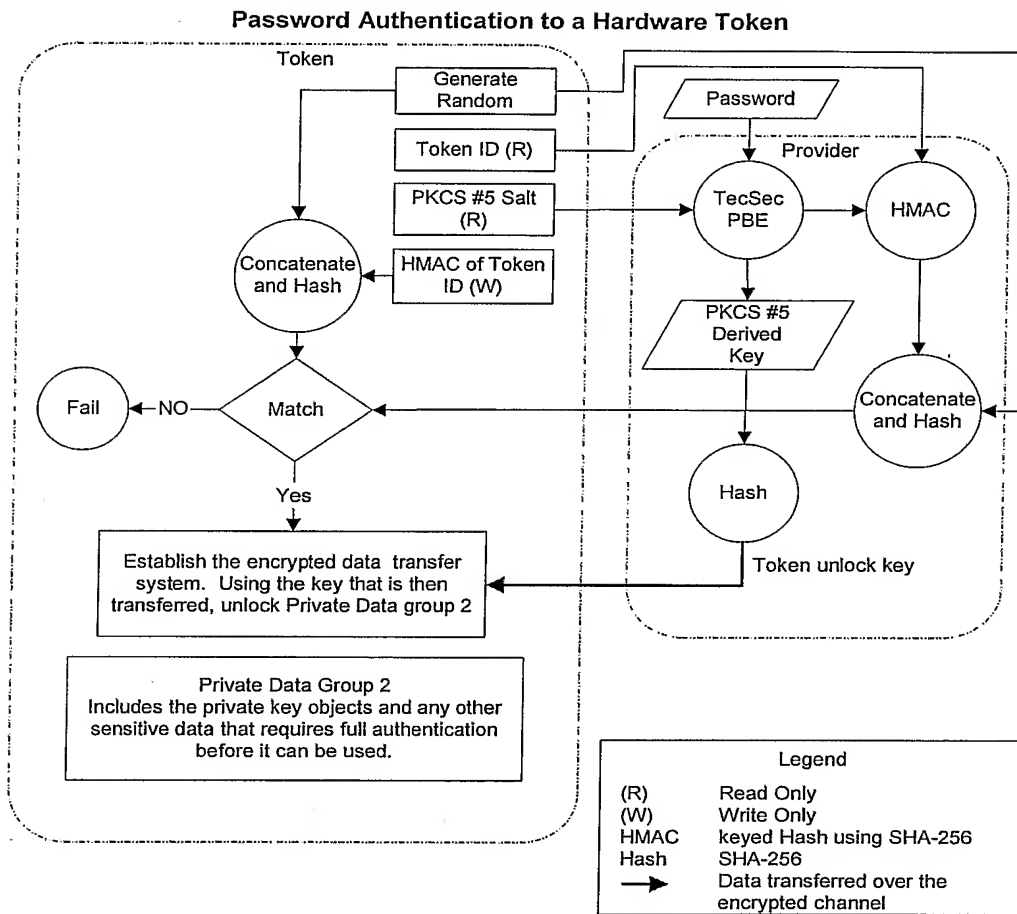 Password Authentication to a Hardware Token
Token
Generate
Random
Token ID (R)
PKCS #5 Salt
(R)
HMAC of Token
ID (W)
Concatenate
and Hash
Match
NO
Fail
Yes
Establish the encrypted data transfer
system. Using the key that is then
transferred, unlock Private Data group 2
Private Data Group 2
Includes the private key objects and any other
sensitive data that requires full authentication
before it can be used.
Password
Provider
TecSec
PBE
HMAC
PKCS #5
Derived
Key
Concatenate
and Hash
Hash
Token unlock key
Legend
(R) Read Only
(W) Write Only
HMAC keyed Hash using SHA-256
Hash SHA-256
Data transferred over the
encrypted channel